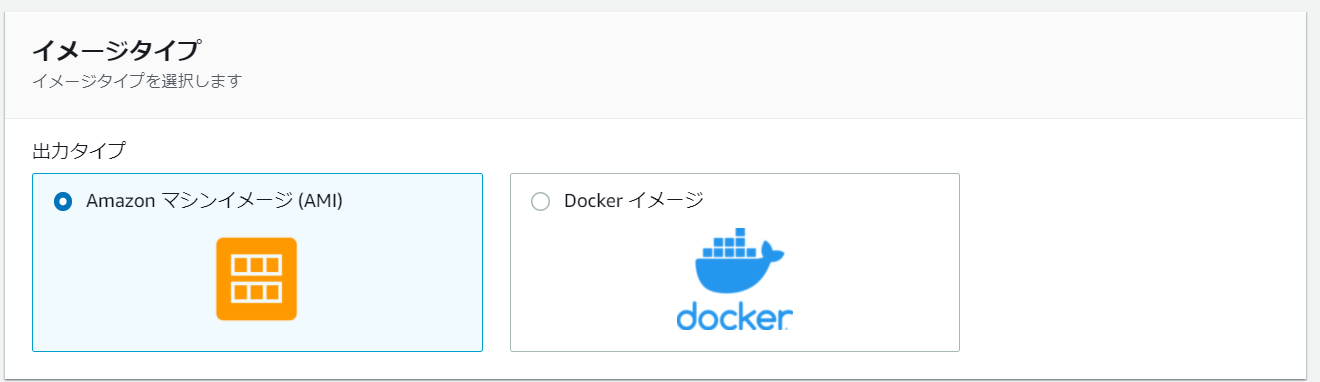 イメージタイプ
イメージタイプを選択します
出力タイプ
Amazon マシンイメージ (AMI)
Docker イメージ
docker